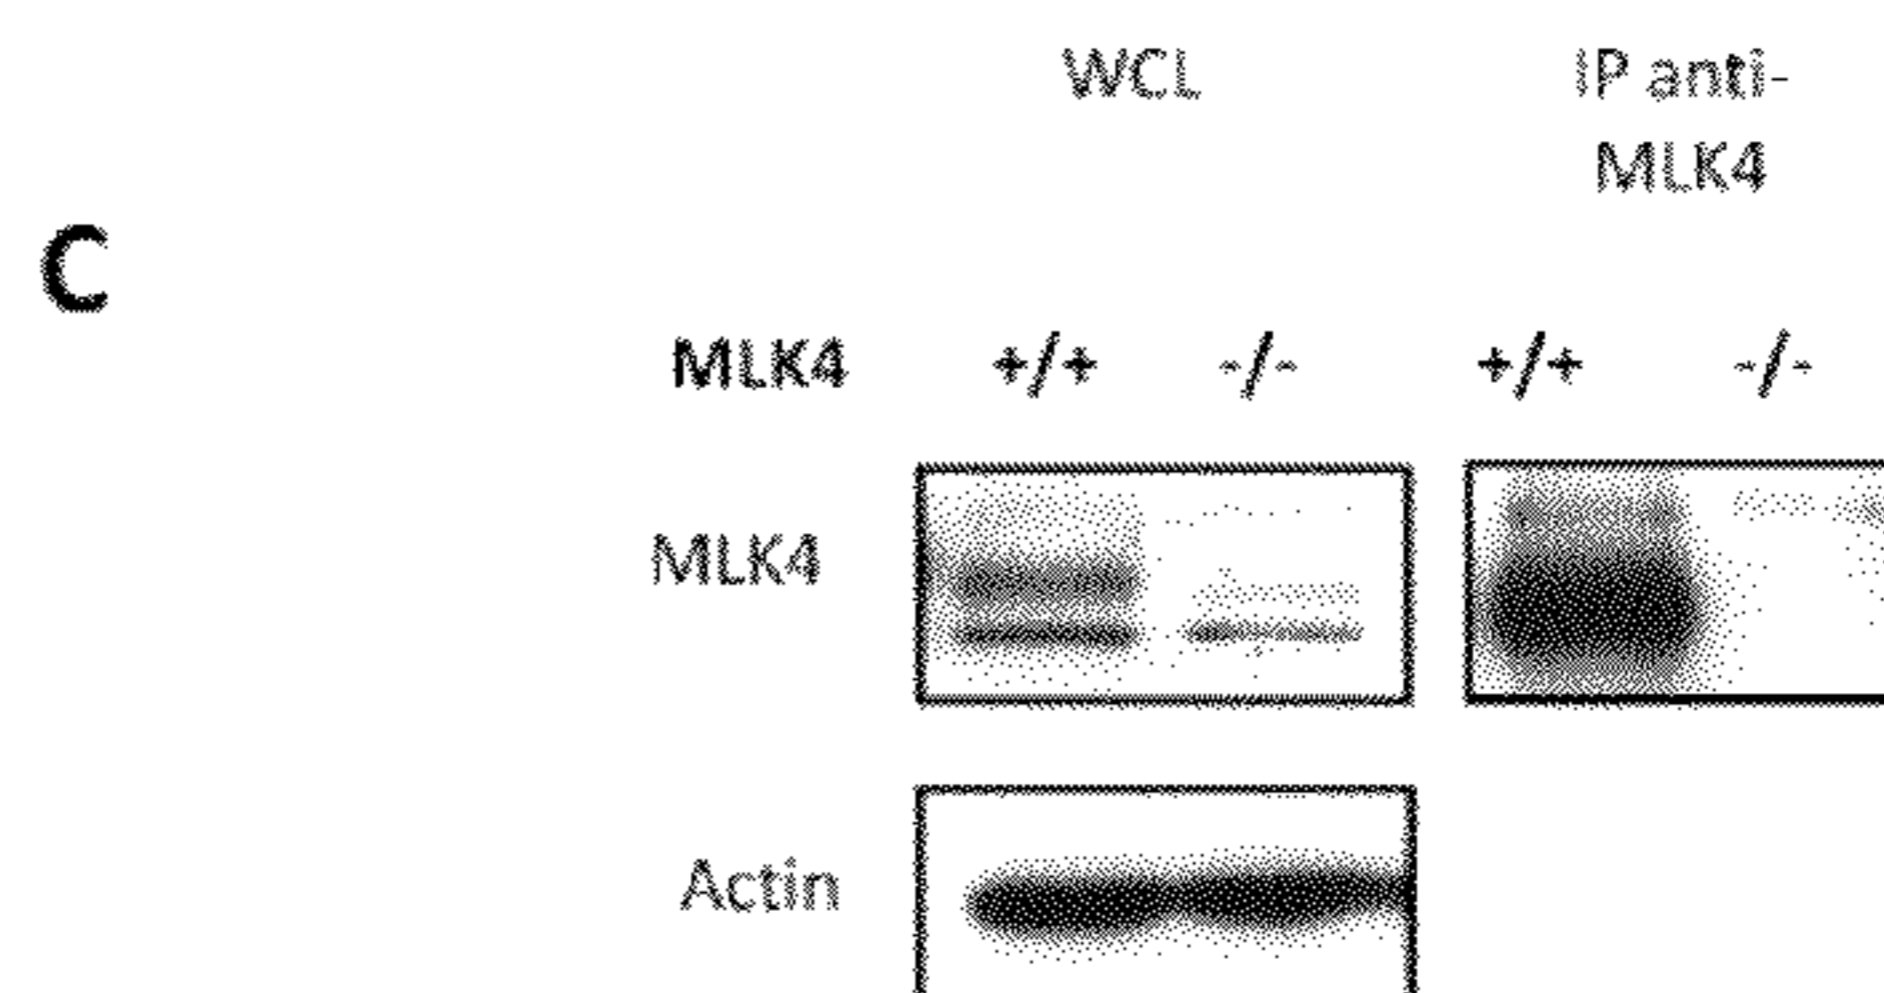 WCL IP anti-
MLK4
C
MLK4 +/+ -/- +/+ -/-
MLK4
Actin